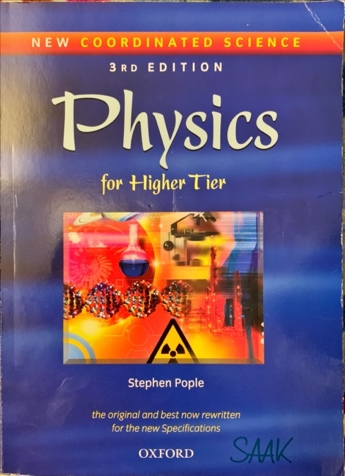 NEW COORDINATED SCIENCE
3RD EDITION
Physics
for Higher Tier
Stephen Pople
the original and best now rewritten
for the new Specifications
SAAK
OXFORD